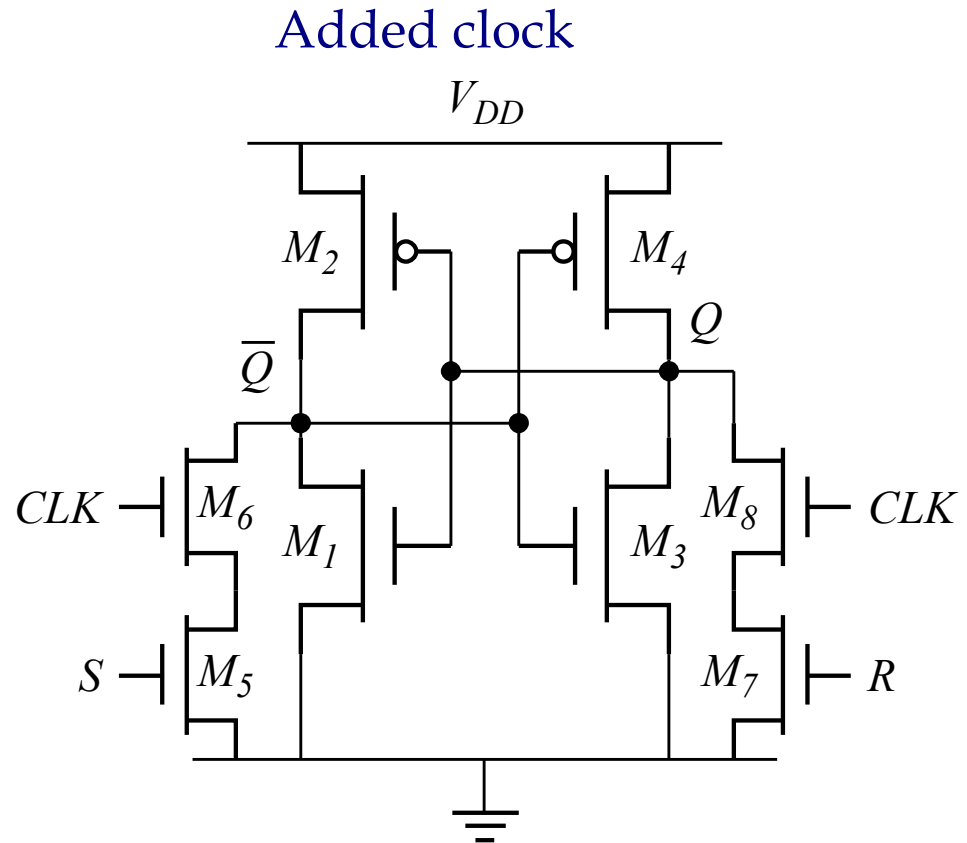 Added clock
V_DD
M_2
M_4
Q
Q̅
CLK
M_6
M_8
CLK
M_1
M_3
S
M_5
M_7
R